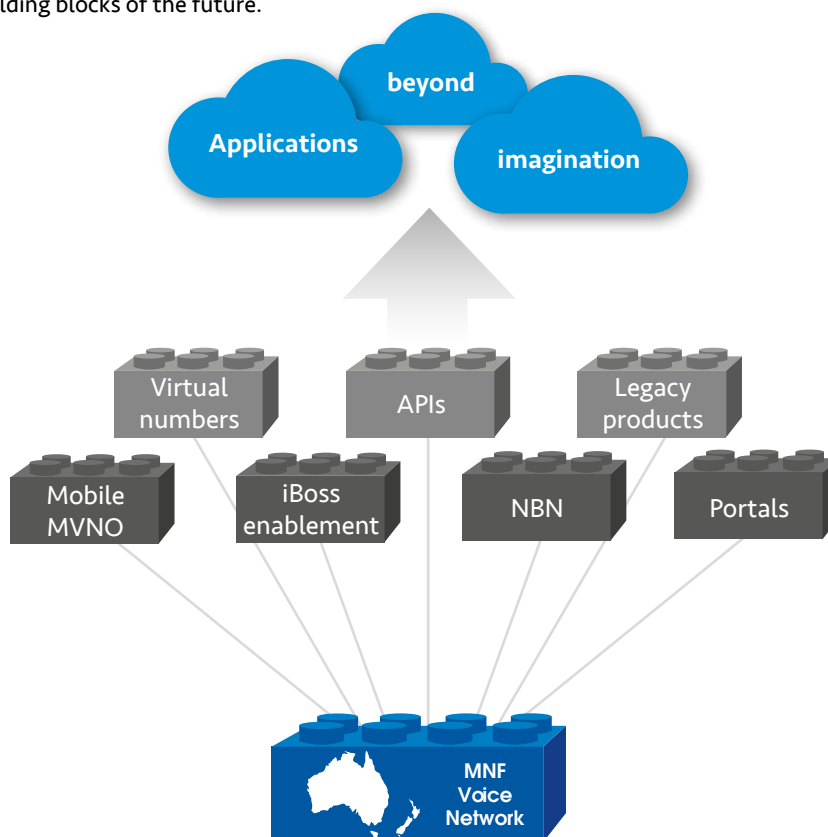 blocks of the future.
beyond
Applications
imagination
Virtual
numbers
APIs
Legacy
products
Mobile
MVNO
iBoss
enablement
NBN
Portals
MNF
Voice
Network